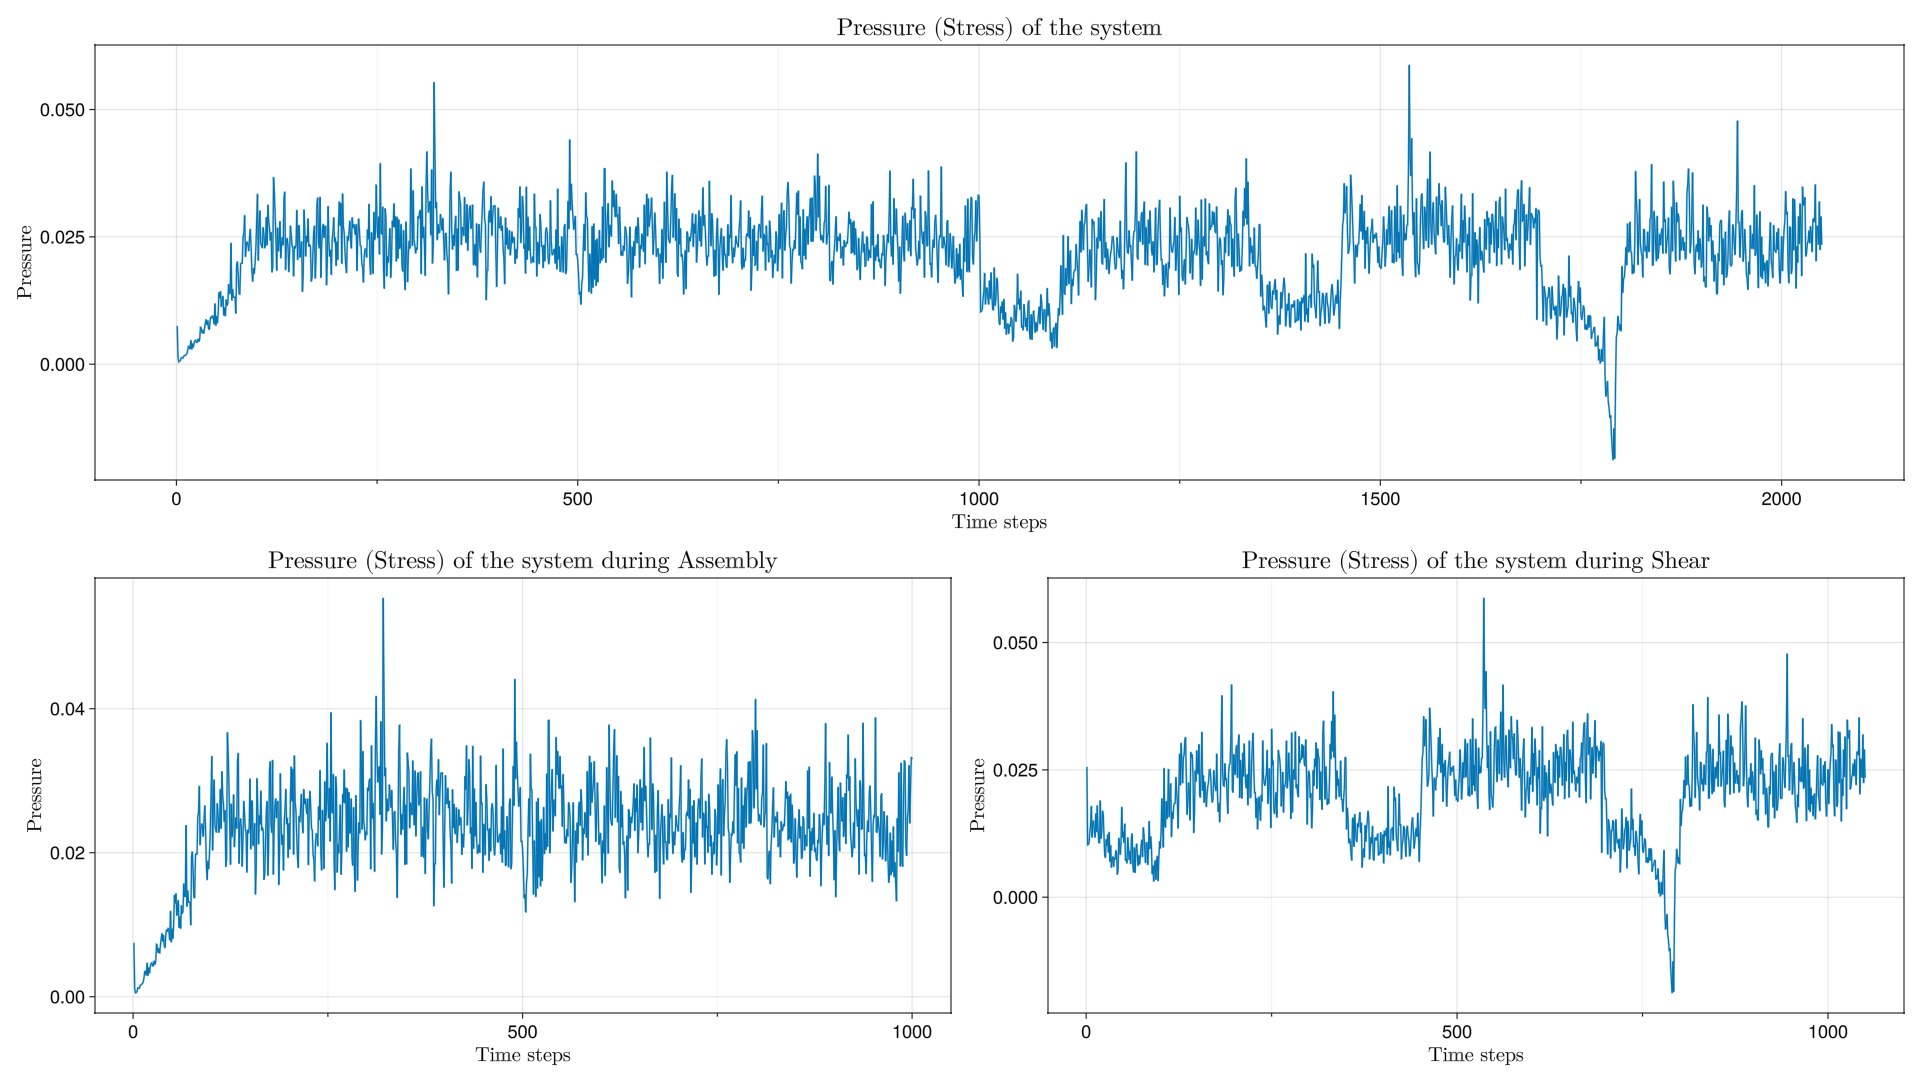 Pressure (Stress) of the system
Pressure
0.050
0.025
0.000
0 500 1000 1500 2000
Time steps
Pressure (Stress) of the system during Assembly
Pressure
0.04
0.02
0.00
0 500 1000
Time steps
Pressure (Stress) of the system during Shear
Pressure
0.050
0.025
0.000
0 500 1000
Time steps